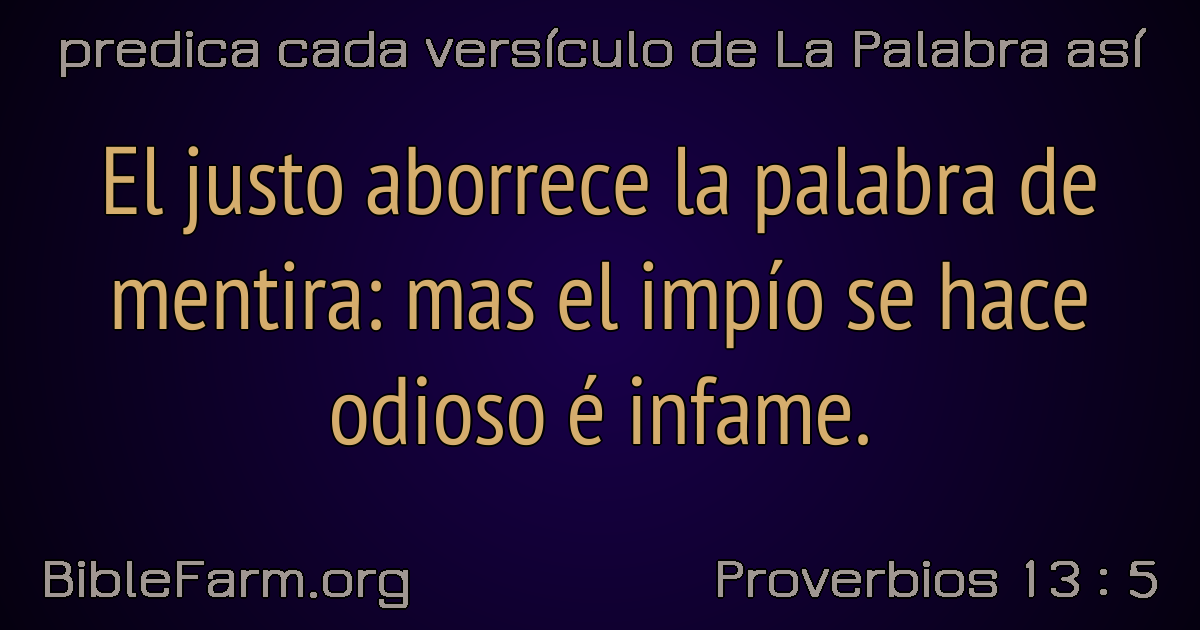 predica cada versículo de La Palabra así
El justo aborrece la palabra de
mentira: mas el impío se hace
odioso é infame.
BibleFarm.org
Proverbios 13 : 5